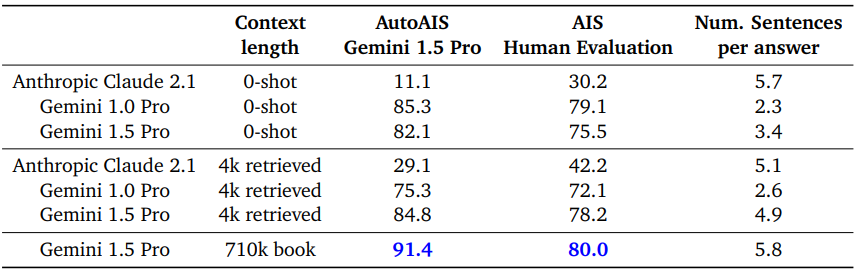 Context AutoAIS AIS Num. Sentences
length Gemini 1.5 Pro Human Evaluation per answer
Anthropic Claude 2.1 0-shot 11.1 30.2 5.7
Gemini 1.0 Pro 0-shot 85.3 79.1 2.3
Gemini 1.5 Pro 0-shot 82.1 75.5 3.4
Anthropic Claude 2.1 4k retrieved 29.1 42.2 5.1
Gemini 1.0 Pro 4k retrieved 75.3 72.1 2.6
Gemini 1.5 Pro 4k retrieved 84.8 78.2 4.9
Gemini 1.5 Pro 710k book 91.4 80.0 5.8